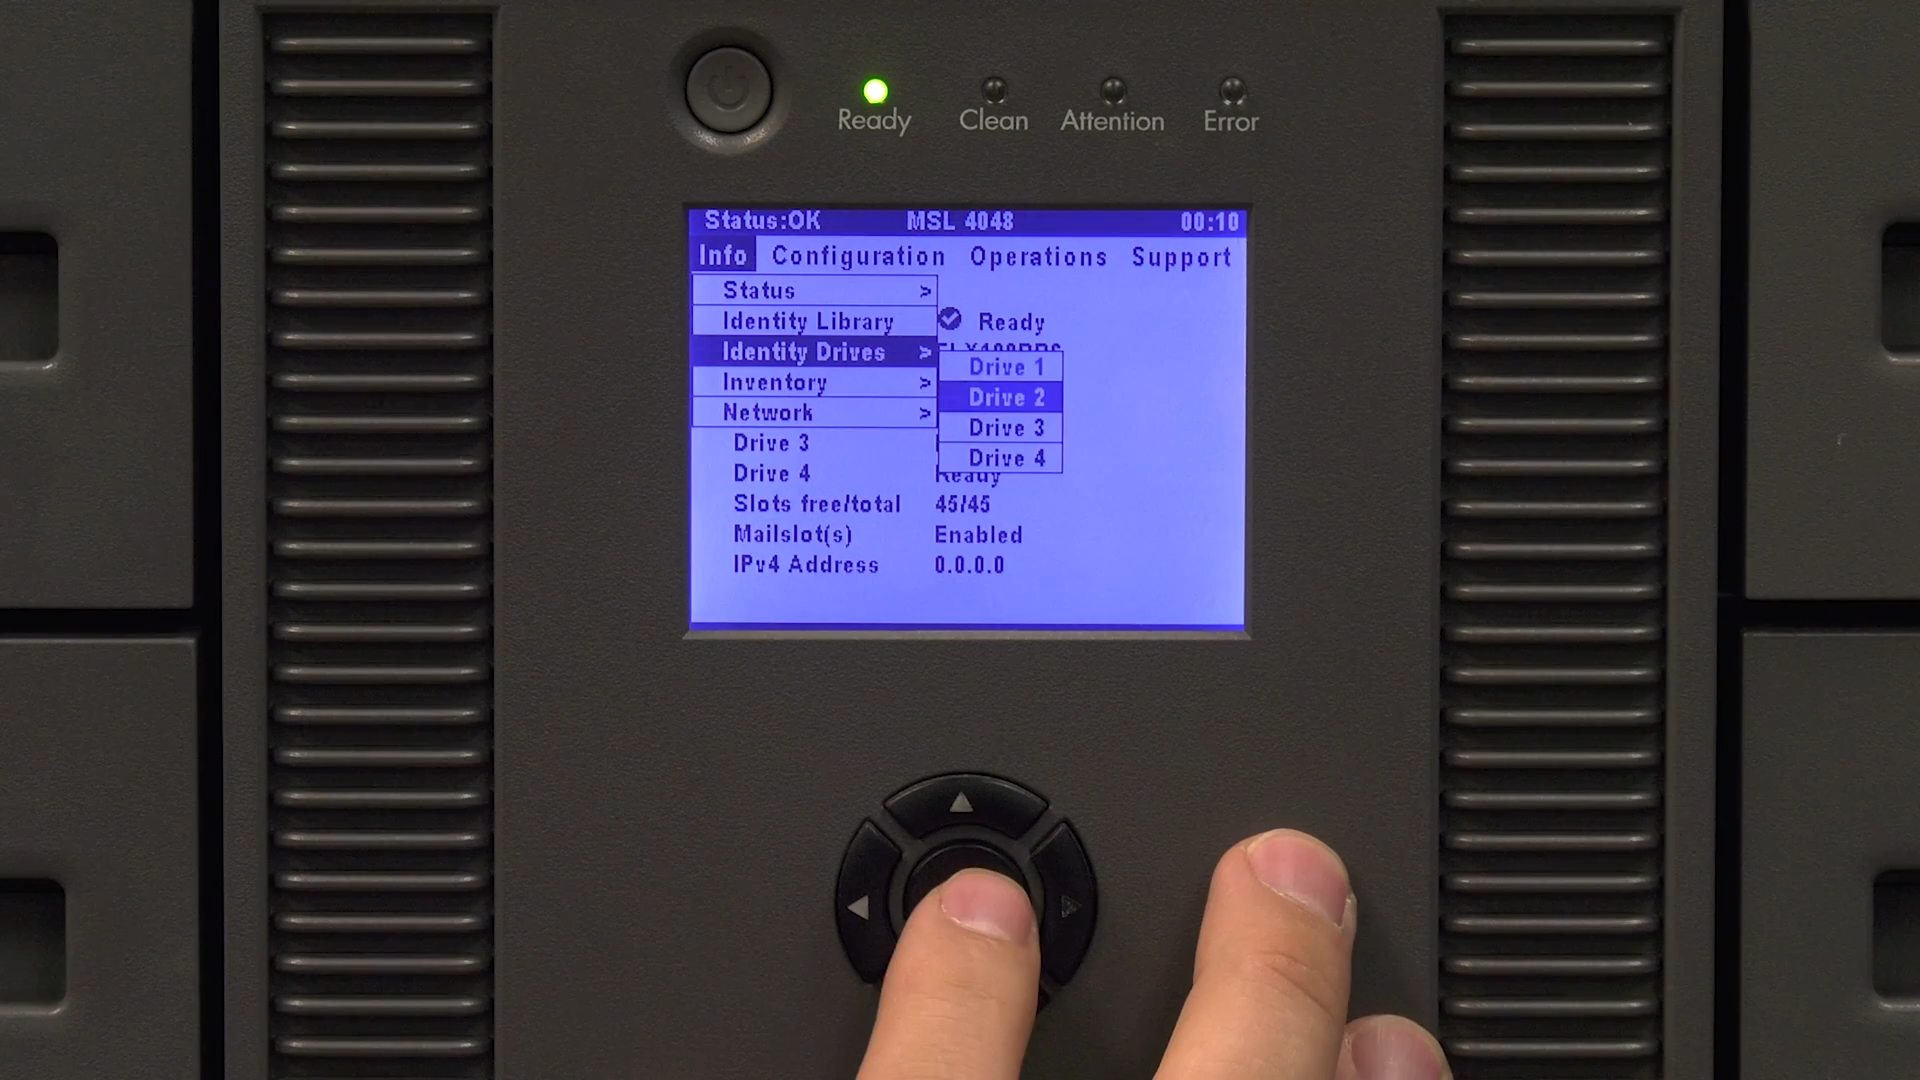 Ready Clean Attention Error
Status:OK MSL 4048 00:10
Info Configuration Operations Support
Status >
Identity Library Ready
Identity Drives >
Drive 1
Inventory >
Drive 2
Network >
Drive 3
Drive 3
Drive 4
Drive 4 Ready
Slots free/total 45/45
Mailslot(s) Enabled
IPv4 Address 0.0.0.0